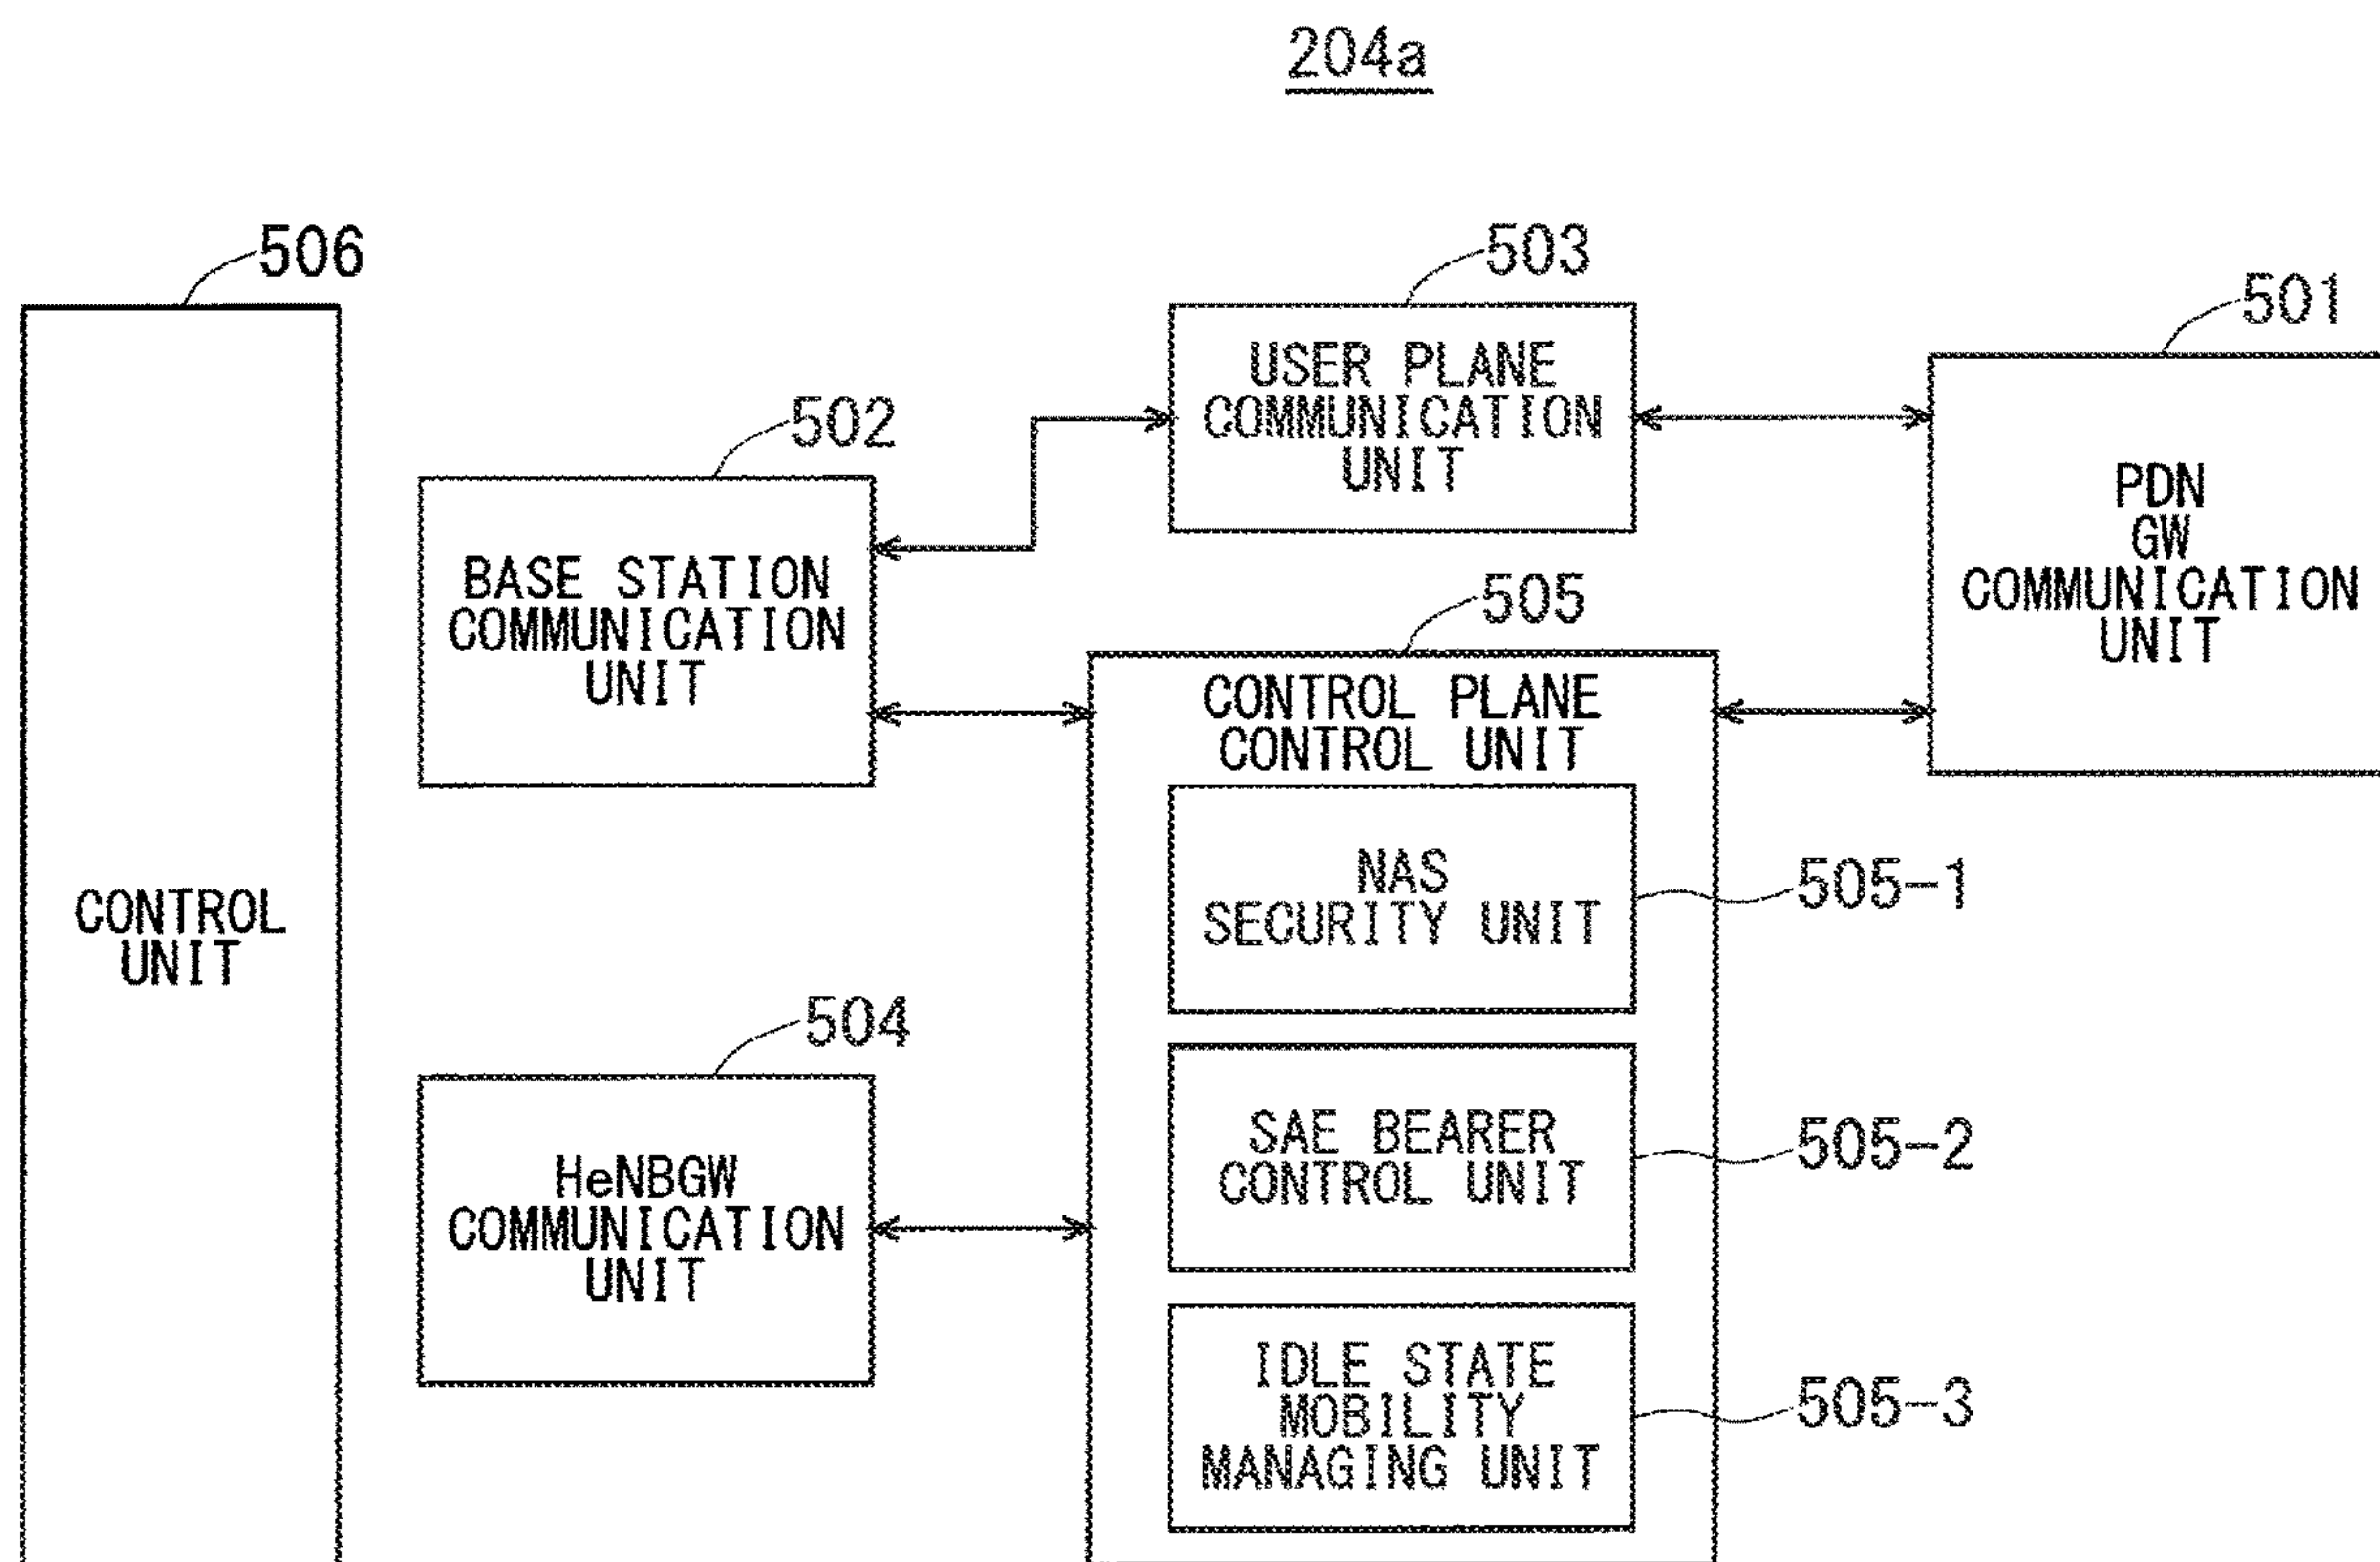 204a
506
CONTROL
UNIT
502
BASE STATION
COMMUNICATION
UNIT
504
HeNBGW
COMMUNICATION
UNIT
503
USER PLANE
COMMUNICATION
UNIT
505
CONTROL PLANE
CONTROL UNIT
NAS
SECURITY UNIT
505-1
SAE BEARER
CONTROL UNIT
505-2
IDLE STATE
MOBILITY
MANAGING UNIT
505-3
501
PDN
GW
COMMUNICATION
UNIT